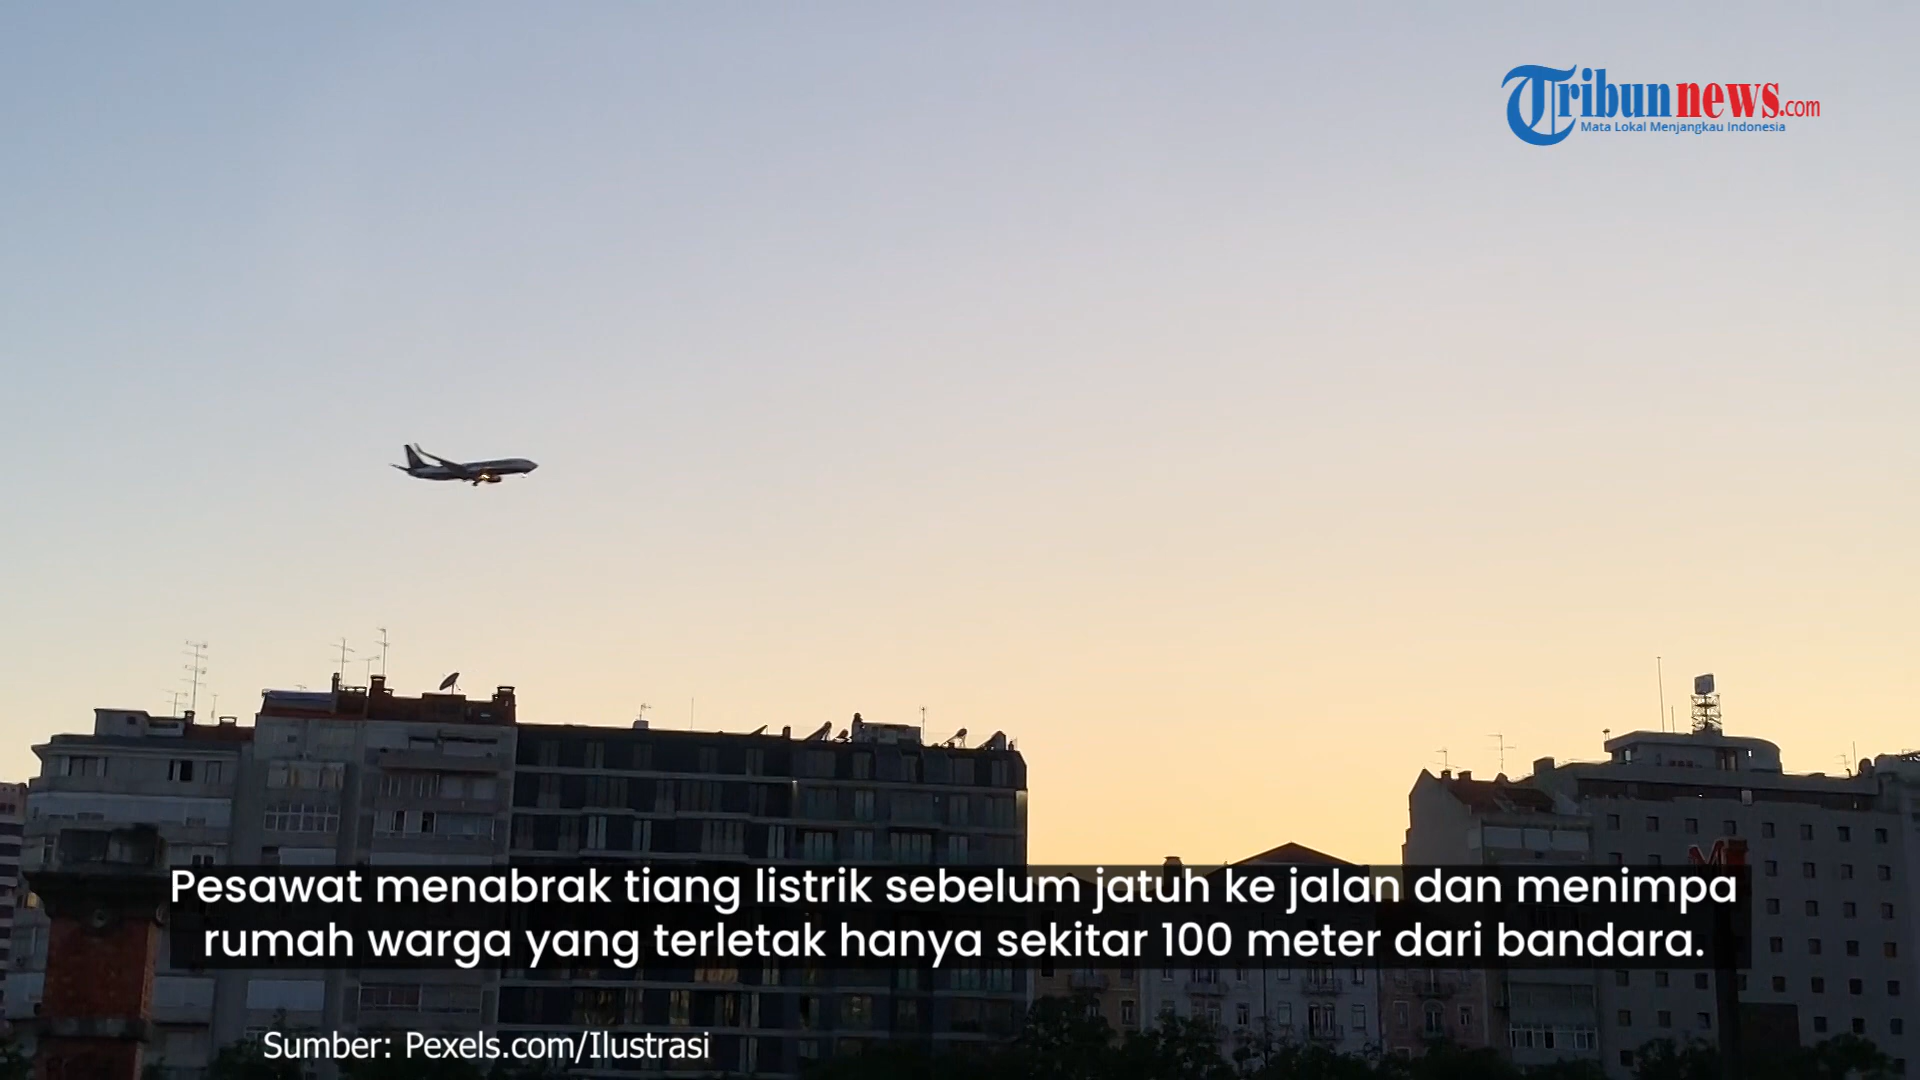 Tribunnews.com
Mata Lokal Menjangkau Indonesia
Pesawat menabrak tiang listrik sebelum jatuh ke jalan dan menimpa
rumah warga yang terletak hanya sekitar 100 meter dari bandara.
Sumber: Pexels.com/Ilustrasi